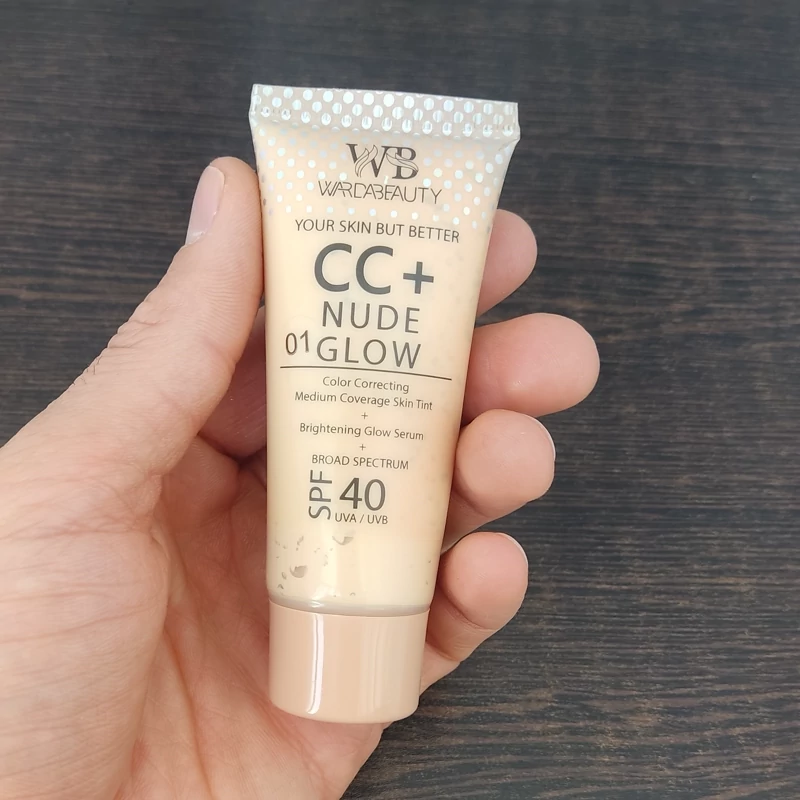 WB
WARDABEAUTY
YOUR SKIN BUT BETTER
CC+
NUDE
01 GLOW
Color Correcting
Medium Coverage Skin Tint
+
Brightening Glow Serum
+
BROAD SPECTRUM
SPF 40
UVA / UVB